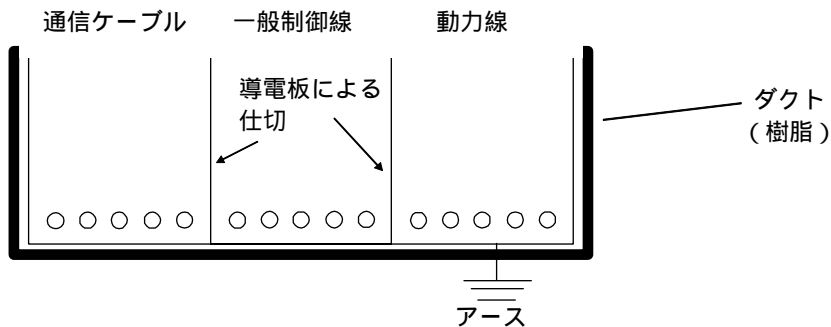 通信ケーブル
一般制御線
動力線
導電板による
仕切
ダクト
(樹脂)
アース